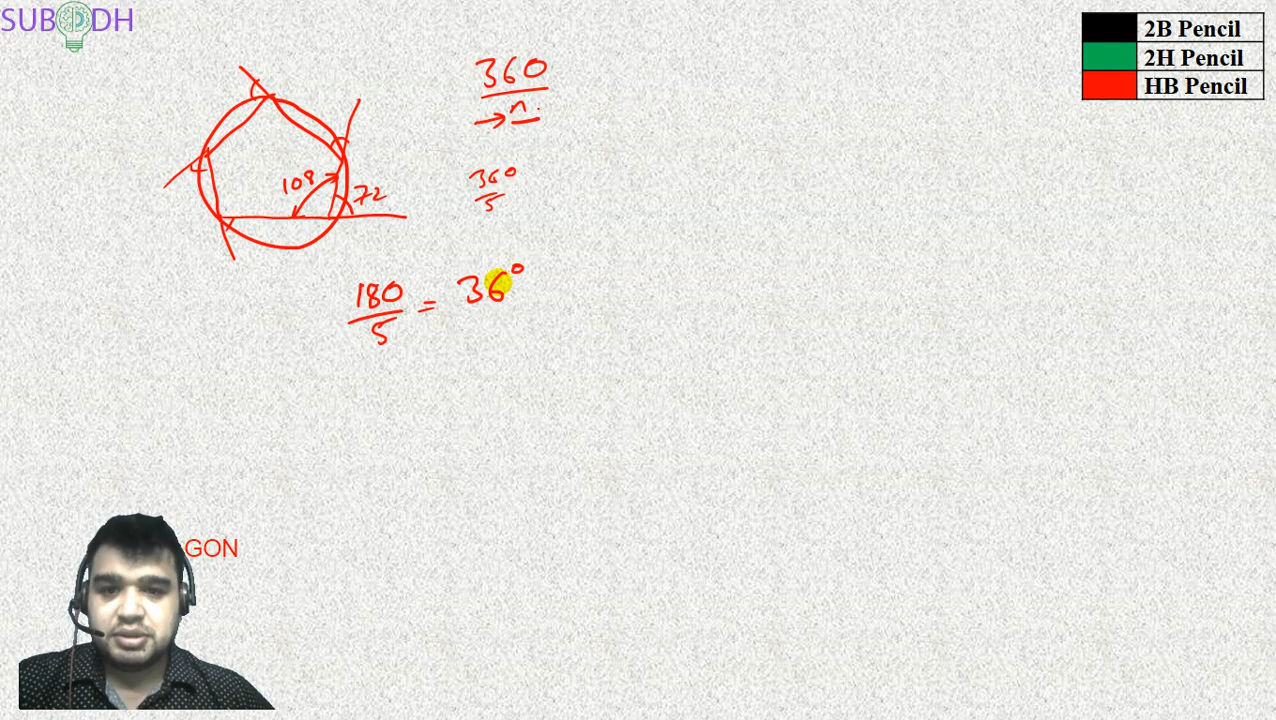 SUBODH
2B Pencil
2H Pencil
HB Pencil
360
→ n.
108
72
360
5
180
5
= 36°
GON